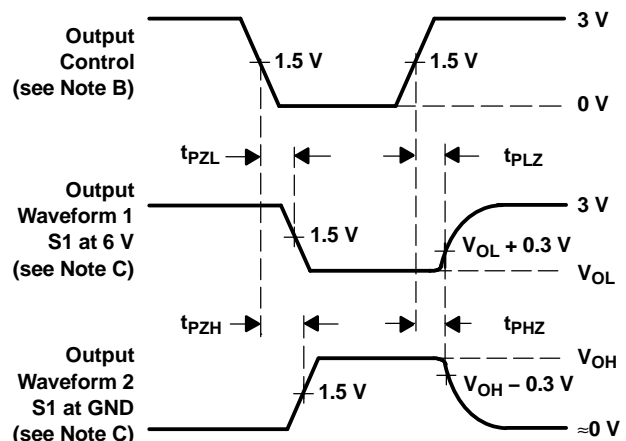 3 V
Output
Control
(see Note B)
1.5 V
1.5 V
0 V
tPZL
tPLZ
Output
Waveform 1
S1 at 6 V
(see Note C)
3 V
1.5 V
VOL + 0.3 V
VOL
tPZH
tPHZ
Output
Waveform 2
S1 at GND
(see Note C)
VOH
1.5 V
VOH − 0.3 V
≈0 V